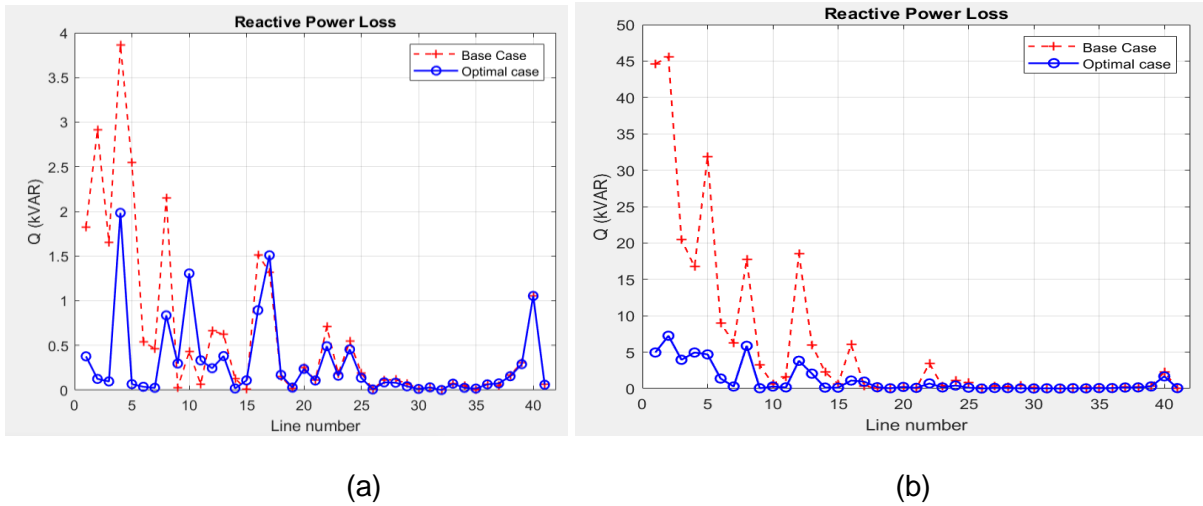 Reactive Power Loss
4
3.5
3
2.5
2
1.5
1
0.5
0
Q (kVAR)
Base Case
Optimal case
0 5 10 15 20 25 30 35 40
Line number
(a)
Reactive Power Loss
50
45
40
35
30
25
20
15
10
5
0
Q (kVAR)
Base Case
Optimal case
0 5 10 15 20 25 30 35 40
Line number
(b)